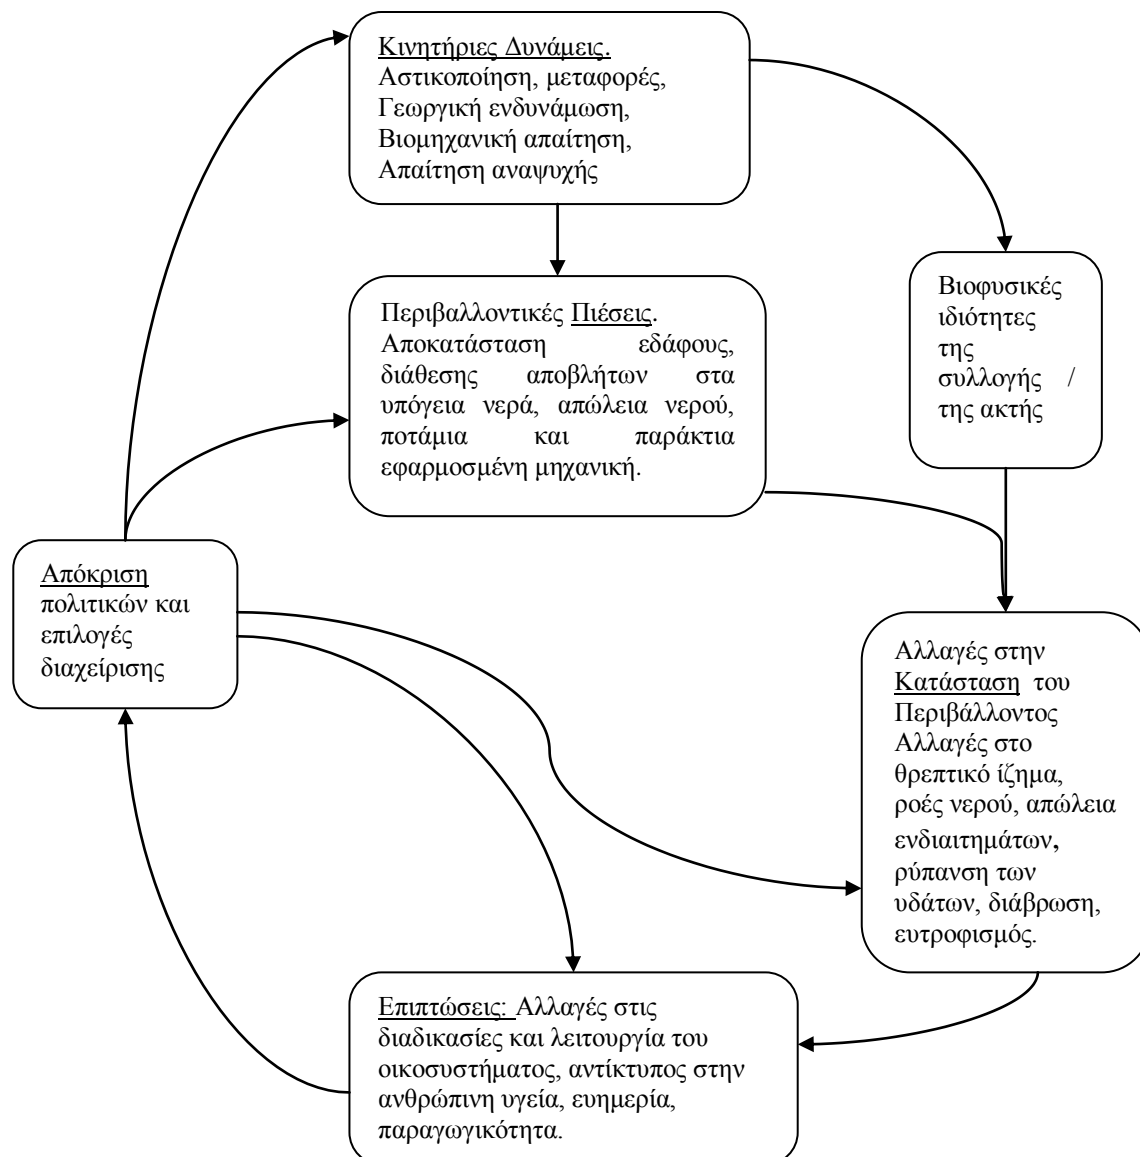 Κινητήριες Δυνάμεις.
Αστικοποίηση, μεταφορές,
Γεωργική ενδυνάμωση,
Βιομηχανική απαίτηση,
Απαίτηση αναψυχής
Περιβαλλοντικές Πιέσεις.
Αποκατάσταση εδάφους,
διάθεσης αποβλήτων στα
υπόγεια νερά, απώλεια νερού,
ποτάμια και παράκτια
εφαρμοσμένη μηχανική.
Βιοφυσικές
ιδιότητες
της
συλλογής /
της ακτής
Απόκριση
πολιτικών και
επιλογές
διαχείρισης
Αλλαγές στην
Κατάσταση του
Περιβάλλοντος
Αλλαγές στο
θρεπτικό ίζημα,
ροές νερού, απώλεια
ενδιαιτημάτων,
ρύπανση των
υδάτων, διάβρωση,
ευτροφισμός.
Επιπτώσεις: Αλλαγές στις
διαδικασίες και λειτουργία του
οικοσυστήματος, αντίκτυπος στην
ανθρώπινη υγεία, ευημερία,
παραγωγικότητα.